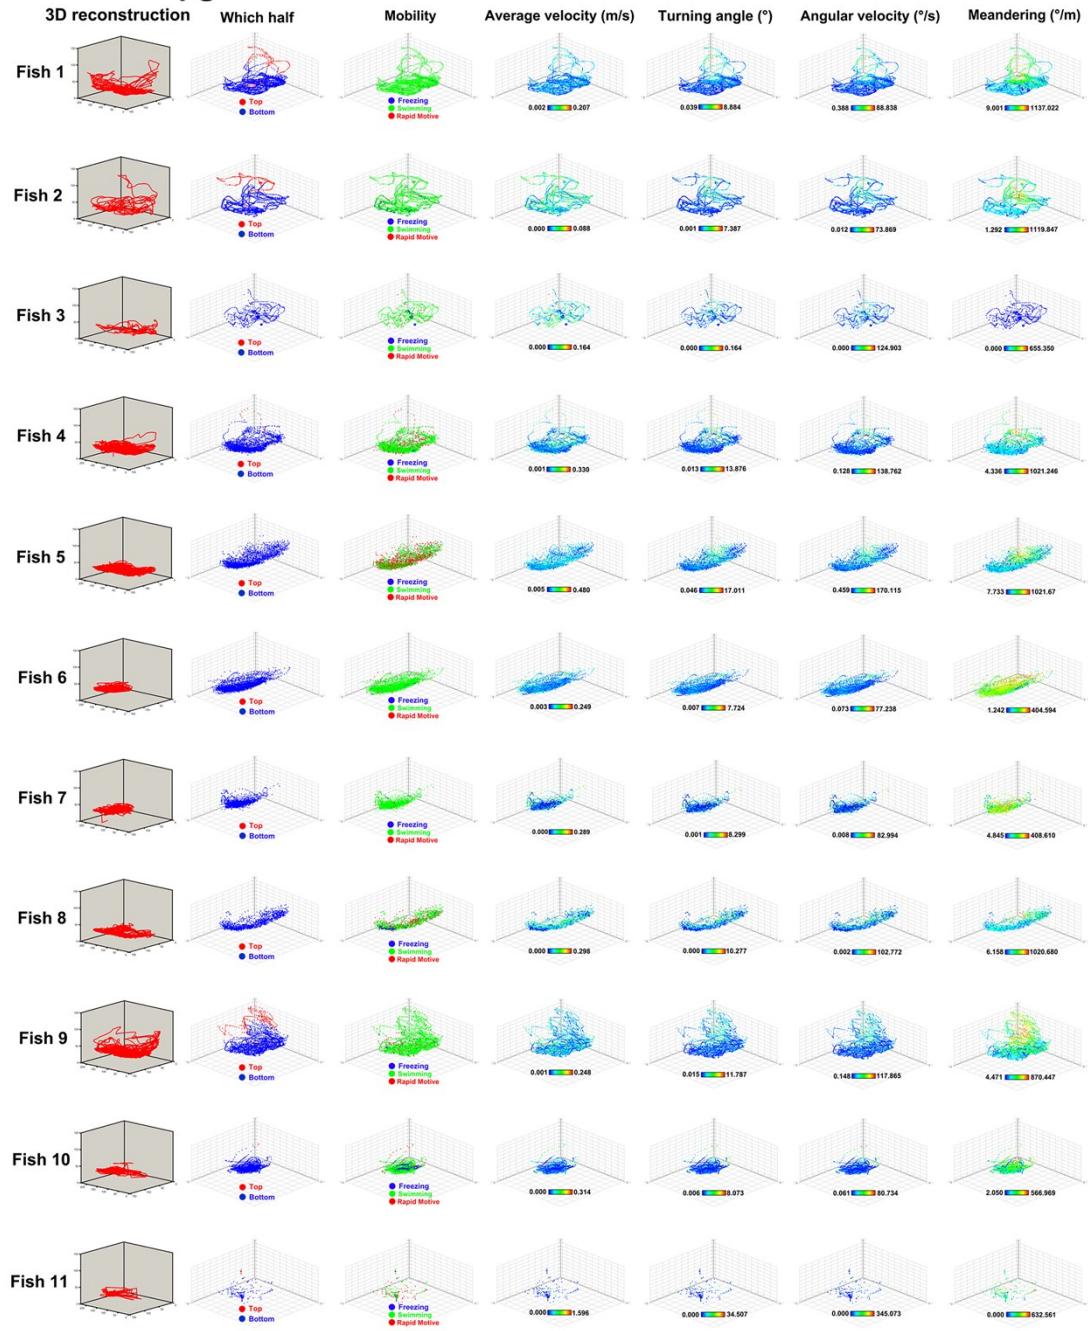 3D reconstruction Which half Mobility Average velocity (m/s) Turning angle (°) Angular velocity (°/s) Meandering (°/m)
Fish 1
Top
Bottom
Freezing
Swimming
Rapid Motive
0.002 0.207
0.039 8.884
0.388 88.838
9.001 1137.022
Fish 2
Top
Bottom
Freezing
Swimming
Rapid Motive
0.000 0.088
0.001 7.387
0.012 73.869
1.292 1119.847
Fish 3
Top
Bottom
Freezing
Swimming
Rapid Motive
0.000 0.164
0.000 0.164
0.000 124.903
0.000 655.350
Fish 4
Top
Bottom
Freezing
Swimming
Rapid Motive
0.001 0.330
0.013 13.876
0.128 138.762
4.336 1021.246
Fish 5
Top
Bottom
Freezing
Swimming
Rapid Motive
0.005 0.480
0.046 17.011
0.459 170.115
7.733 1021.67
Fish 6
Top
Bottom
Freezing
Swimming
Rapid Motive
0.003 0.249
0.007 7.724
0.073 77.238
1.242 404.594
Fish 7
Top
Bottom
Freezing
Swimming
Rapid Motive
0.000 0.289
0.001 8.299
0.008 82.994
4.845 408.610
Fish 8
Top
Bottom
Freezing
Swimming
Rapid Motive
0.000 0.298
0.000 10.277
0.002 102.772
6.158 1020.680
Fish 9
Top
Bottom
Freezing
Swimming
Rapid Motive
0.001 0.248
0.015 11.787
0.148 117.865
4.471 870.447
Fish 10
Top
Bottom
Freezing
Swimming
Rapid Motive
0.000 0.314
0.006 8.073
0.061 80.734
2.050 566.969
Fish 11
Top
Bottom
Freezing
Swimming
Rapid Motive
0.000 1.596
0.000 34.507
0.000 345.073
0.000 632.561